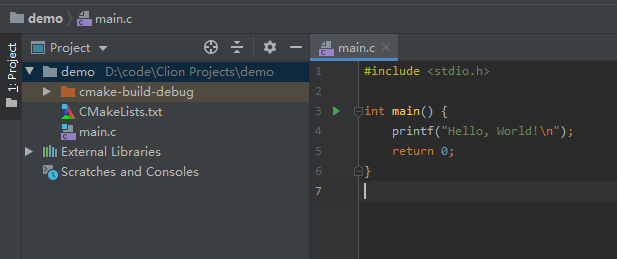 demo main.c
1: Project
Project
demo D:\code\Clion Projects\demo
cmake-build-debug
CMakeLists.txt
main.c
External Libraries
Scratches and Consoles
main.c
1 #include <stdio.h>
2
3 int main() {
4 printf("Hello, World!\n");
5 return 0;
6 }
7